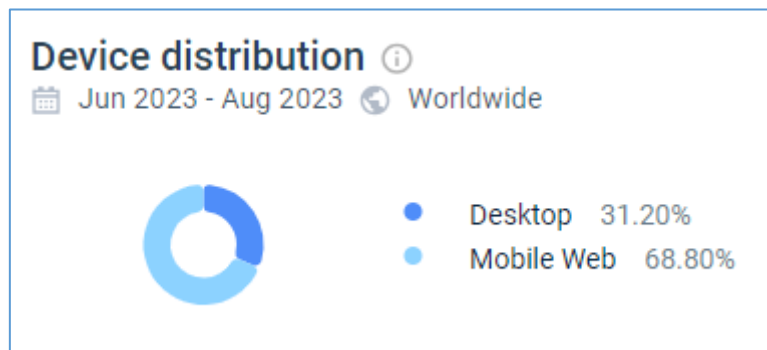 Device distribution
Jun 2023 - Aug 2023 Worldwide
Desktop 31.20%
Mobile Web 68.80%